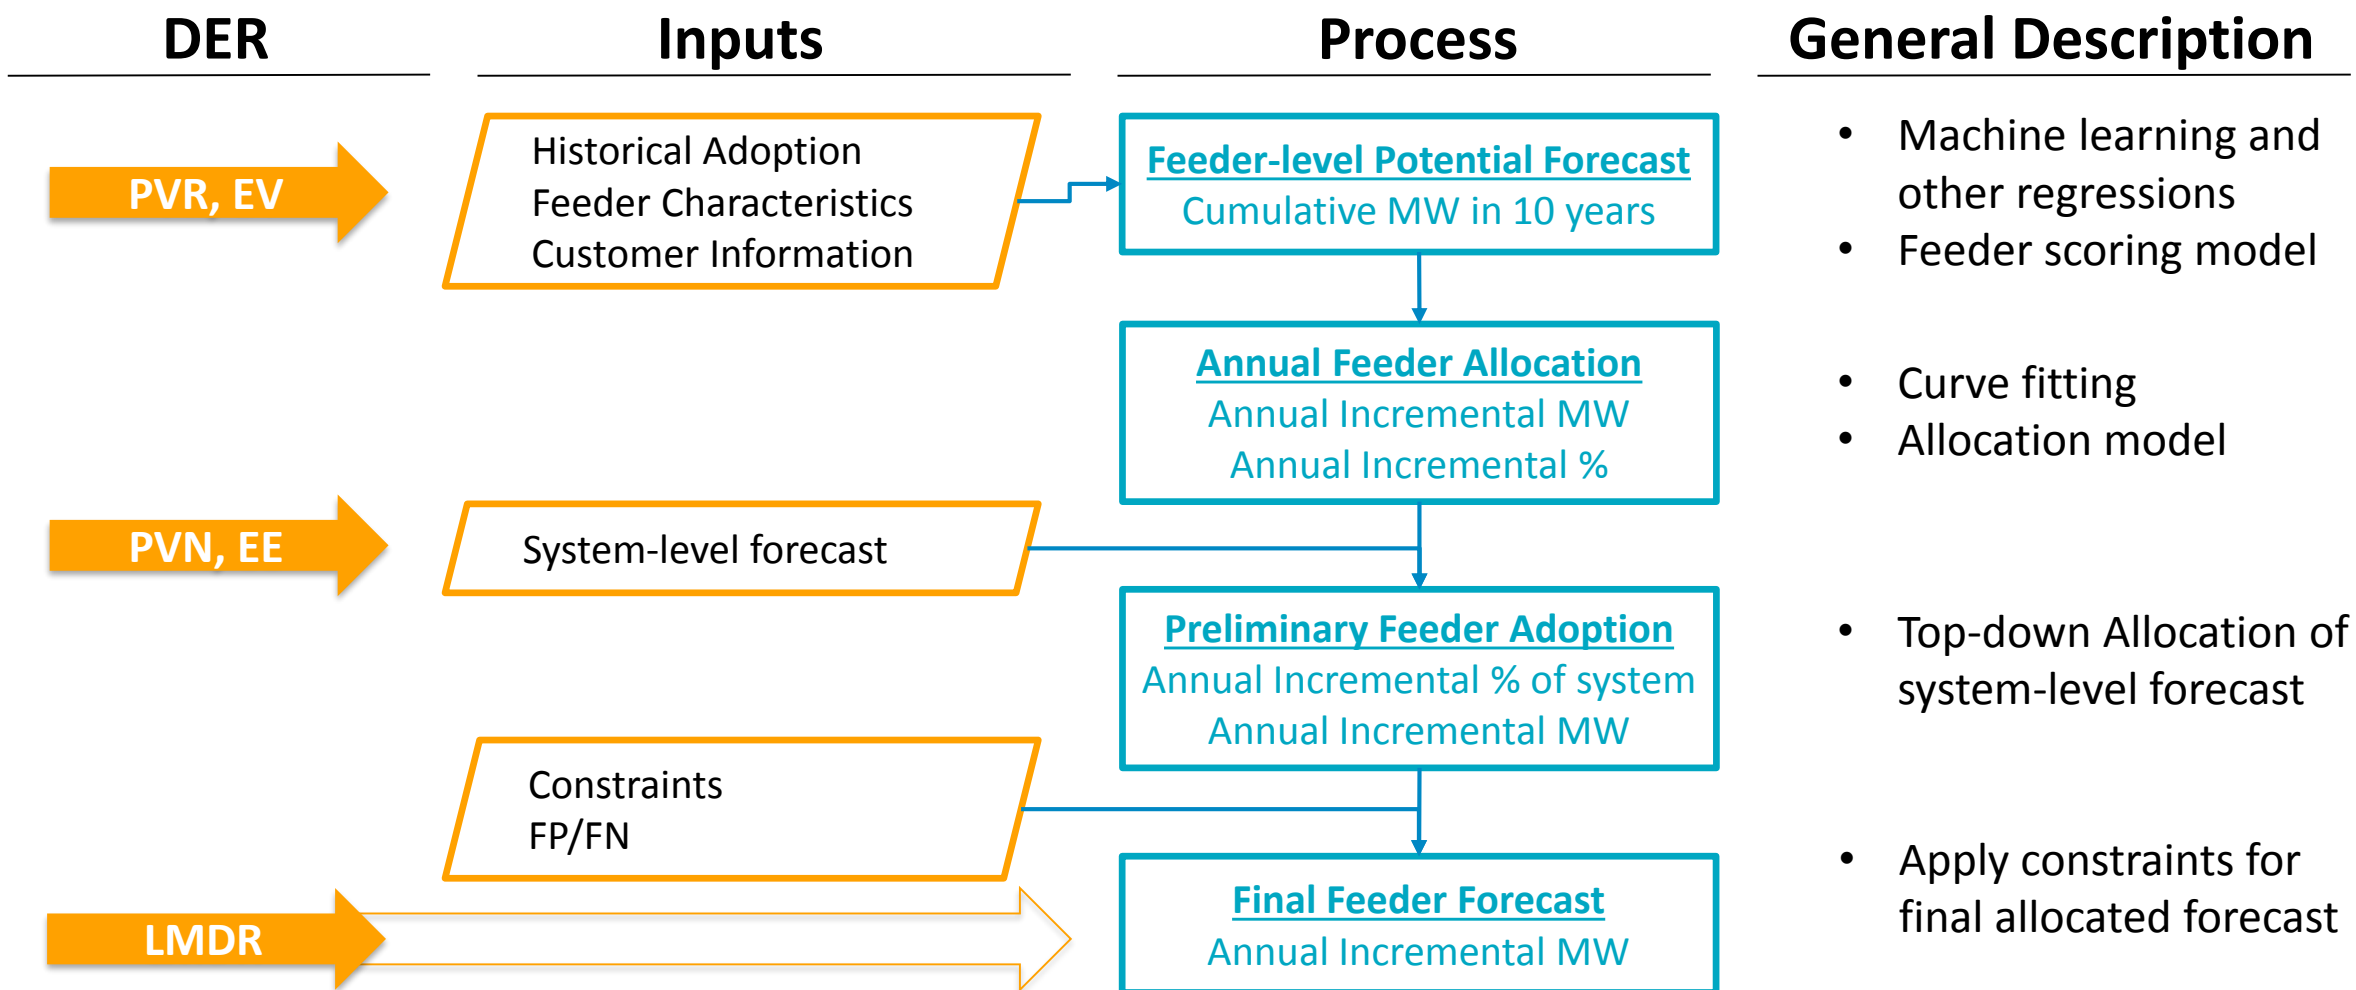 DER
Inputs
Process
General Description
PVR, EV
Historical Adoption
Feeder Characteristics
Customer Information
Feeder-level Potential Forecast
Cumulative MW in 10 years
• Machine learning and
other regressions
• Feeder scoring model
Annual Feeder Allocation
Annual Incremental MW
Annual Incremental %
• Curve fitting
• Allocation model
PVN, EE
System-level forecast
Preliminary Feeder Adoption
Annual Incremental % of system
Annual Incremental MW
• Top-down Allocation of
system-level forecast
Constraints
FP/FN
LMDR
Final Feeder Forecast
Annual Incremental MW
• Apply constraints for
final allocated forecast